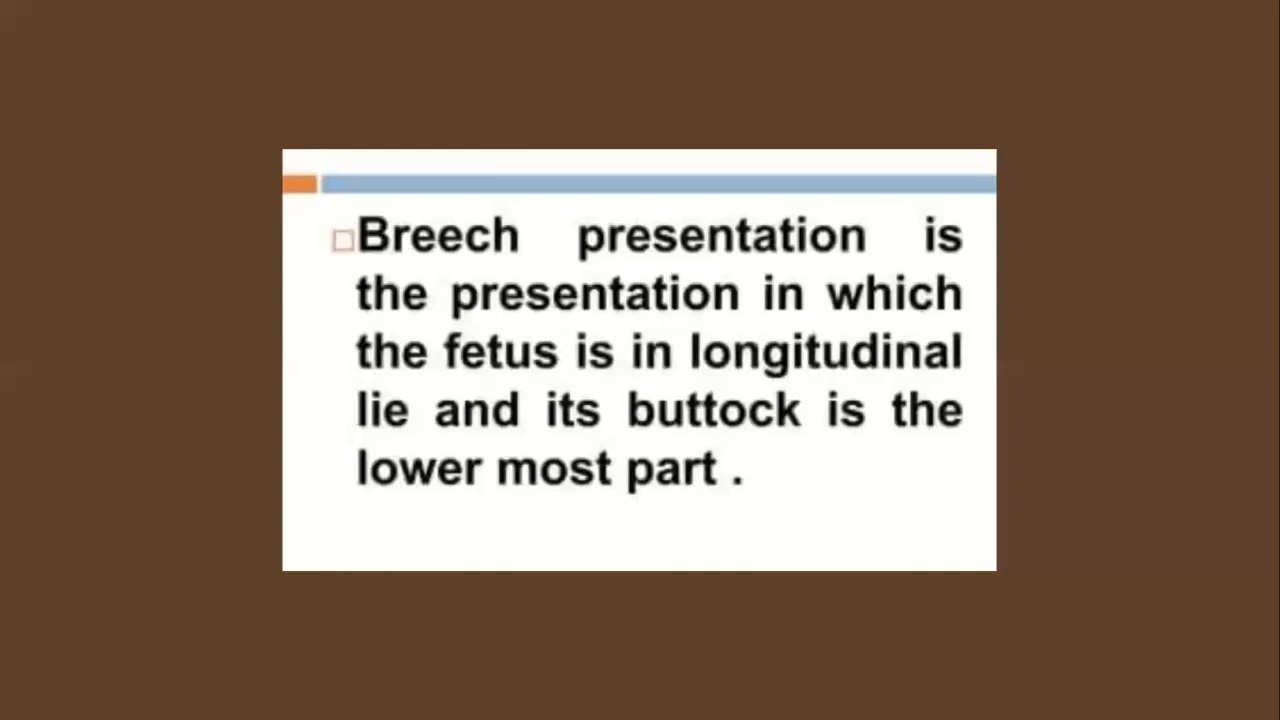 Breech presentation is
the presentation in which
the fetus is in longitudinal
lie and its buttock is the
lower most part .